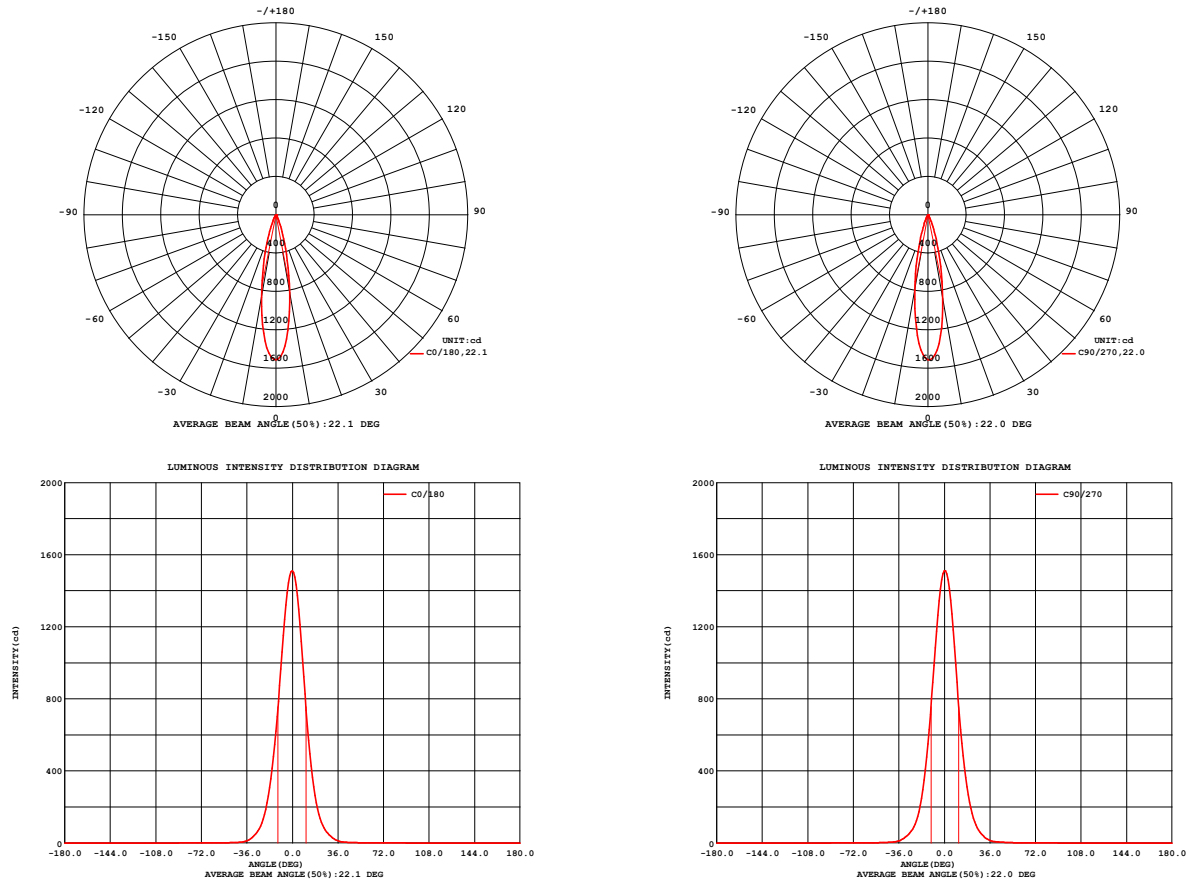 -/+180
-150 150
-120 120
-90 90
-60 60
-30 30
0
400
800
1200
1600
2000
0
UNIT:cd
C0/180,22.1
AVERAGE BEAM ANGLE(50%):22.1 DEG
-/+180
-150 150
-120 120
-90 90
-60 60
-30 30
0
400
800
1200
1600
2000
0
UNIT:cd
C90/270,22.0
AVERAGE BEAM ANGLE(50%):22.0 DEG
LUMINOUS INTENSITY DISTRIBUTION DIAGRAM
C0/180
INTENSITY(cd)
2000
1600
1200
800
400
0
-180.0 -144.0 -108.0 -72.0 -36.0 0.0 36.0 72.0 108.0 144.0 180.0
ANGLE(DEG)
AVERAGE BEAM ANGLE(50%):22.1 DEG
LUMINOUS INTENSITY DISTRIBUTION DIAGRAM
C90/270
INTENSITY(cd)
2000
1600
1200
800
400
0
-180.0 -144.0 -108.0 -72.0 -36.0 0.0 36.0 72.0 108.0 144.0 180.0
ANGLE(DEG)
AVERAGE BEAM ANGLE(50%):22.0 DEG